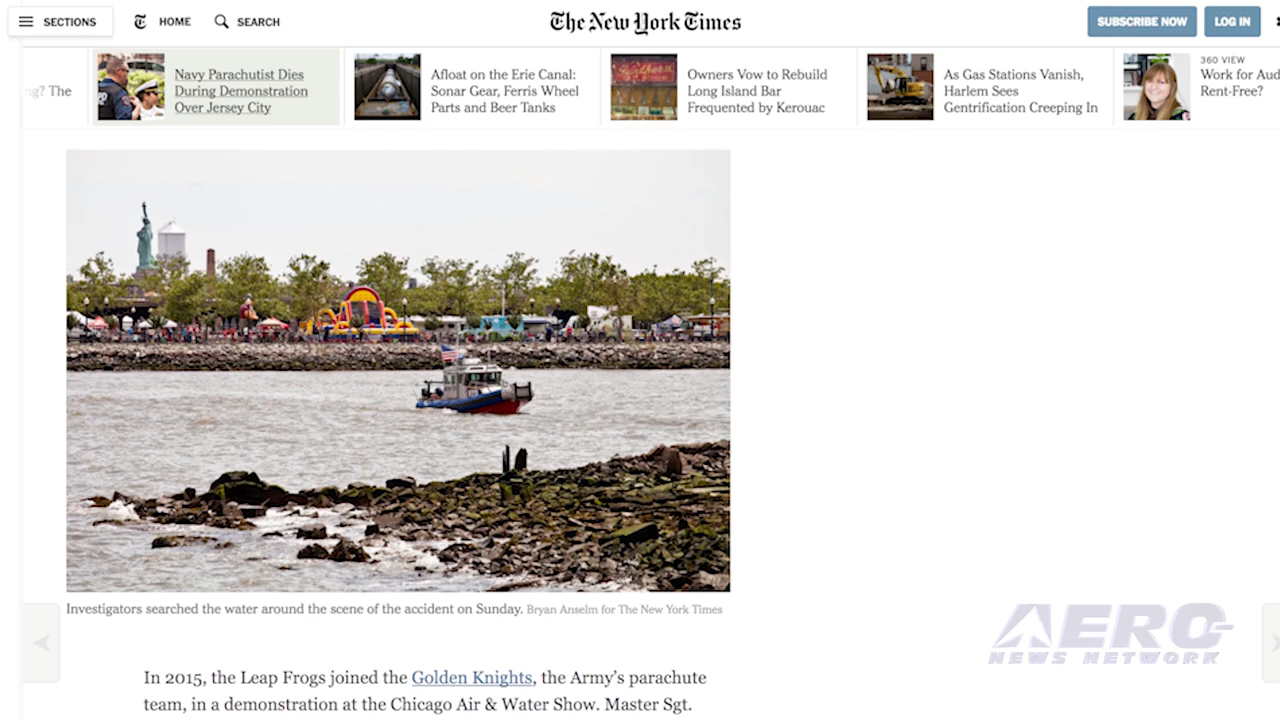 SECTIONS
HOME
SEARCH
The New York Times
SUBSCRIBE NOW
LOG IN
ng? The
Navy Parachutist Dies
During Demonstration
Over Jersey City
Afloat on the Erie Canal:
Sonar Gear, Ferris Wheel
Parts and Beer Tanks
Owners Vow to Rebuild
Long Island Bar
Frequented by Kerouac
As Gas Stations Vanish,
Harlem Sees
Gentrification Creeping In
360 VIEW
Work for Aud
Rent-Free?
Investigators searched the water around the scene of the accident on Sunday. Bryan Anselm for The New York Times
AERO
NEWS NETWORK
In 2015, the Leap Frogs joined the Golden Knights, the Army's parachute
team, in a demonstration at the Chicago Air & Water Show. Master Sgt.